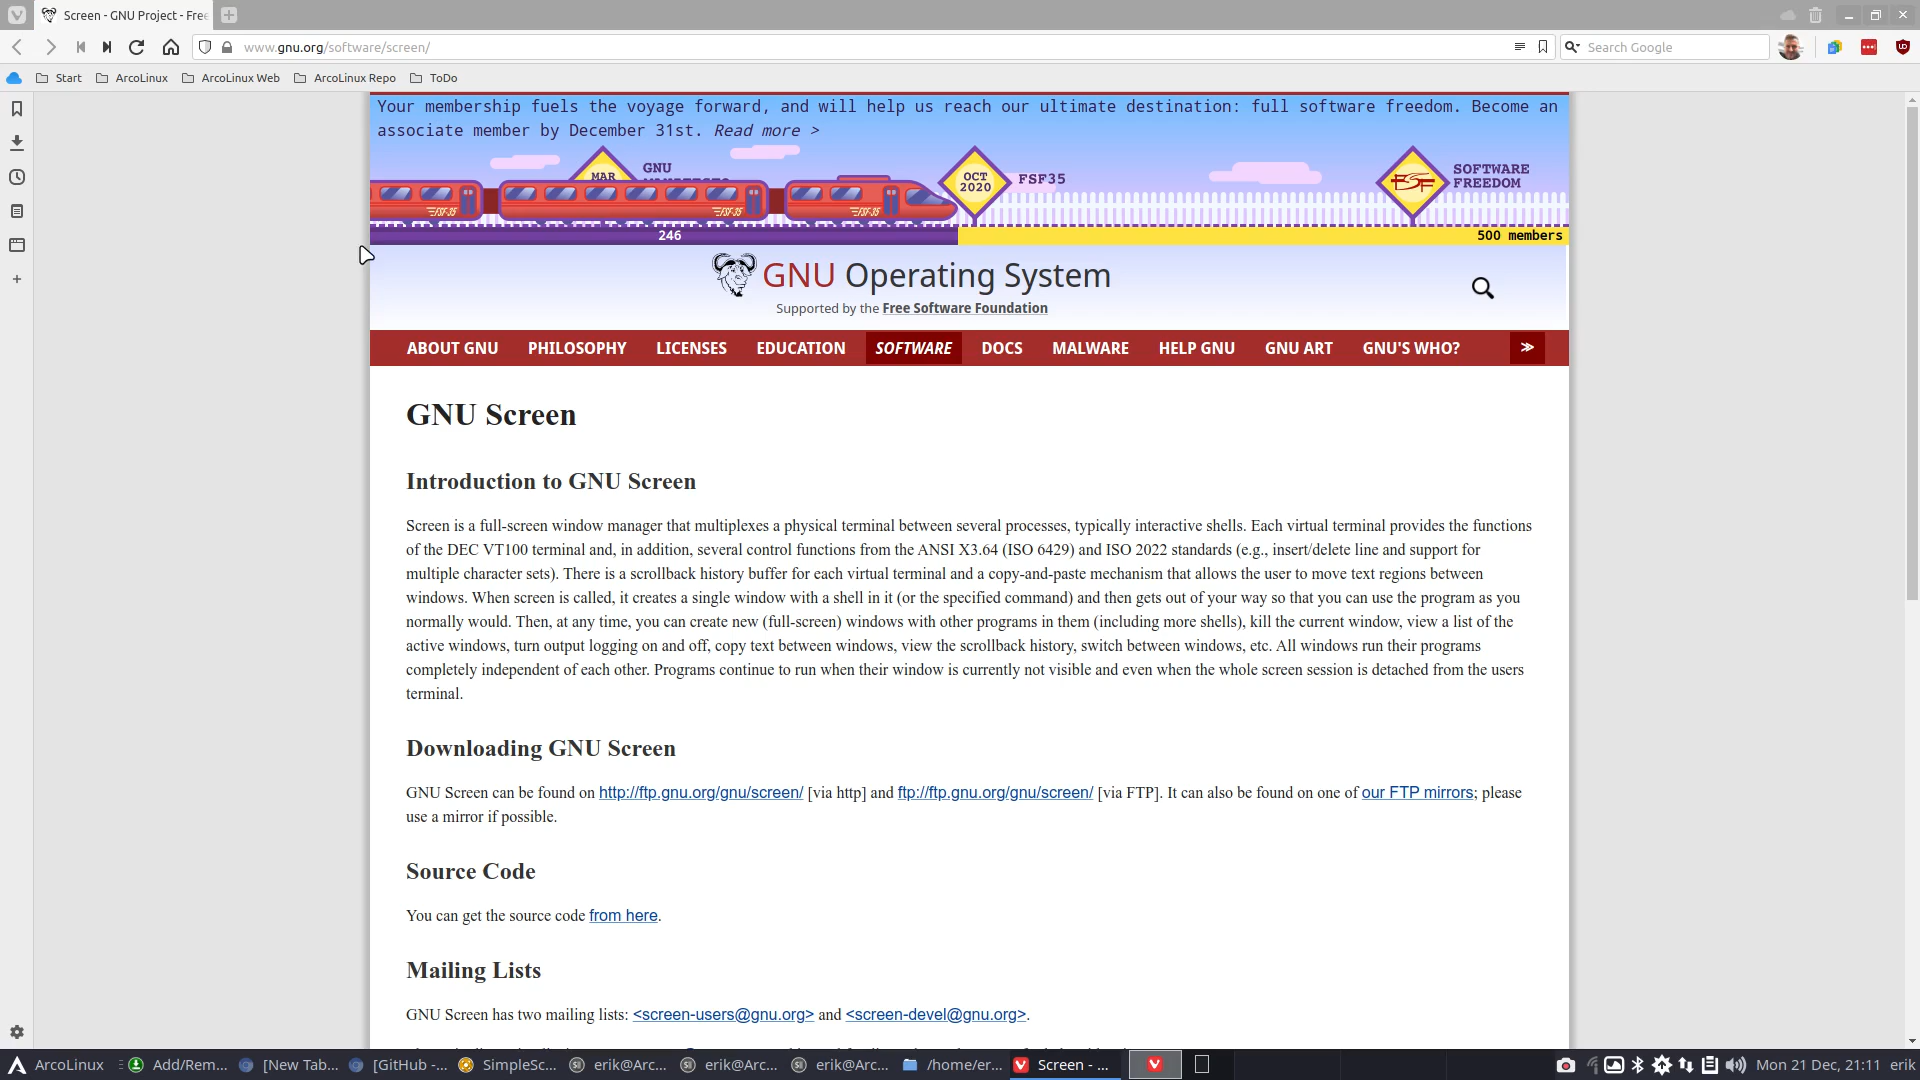 Screen - GNU Project - Free
www.gnu.org/software/screen/
Search Google
Start
ArcoLinux
ArcoLinux Web
ArcoLinux Repo
ToDo
Your membership fuels the voyage forward, and will help us reach our ultimate destination: full software freedom. Become an
associate member by December 31st. Read more >
MAR
GNU
OCT
2020
FSF35
FSF
SOFTWARE
FREEDOM
FSF35
FSF35
FSF35
246
500 members
GNU Operating System
Supported by the Free Software Foundation
ABOUT GNU
PHILOSOPHY
LICENSES
EDUCATION
SOFTWARE
DOCS
MALWARE
HELP GNU
GNU ART
GNU'S WHO?
≫
GNU Screen
Introduction to GNU Screen
Screen is a full-screen window manager that multiplexes a physical terminal between several processes, typically interactive shells. Each virtual terminal provides the functions
of the DEC VT100 terminal and, in addition, several control functions from the ANSI X3.64 (ISO 6429) and ISO 2022 standards (e.g., insert/delete line and support for
multiple character sets). There is a scrollback history buffer for each virtual terminal and a copy-and-paste mechanism that allows the user to move text regions between
windows. When screen is called, it creates a single window with a shell in it (or the specified command) and then gets out of your way so that you can use the program as you
normally would. Then, at any time, you can create new (full-screen) windows with other programs in them (including more shells), kill the current window, view a list of the
active windows, turn output logging on and off, copy text between windows, view the scrollback history, switch between windows, etc. All windows run their programs
completely independent of each other. Programs continue to run when their window is currently not visible and even when the whole screen session is detached from the users
terminal.
Downloading GNU Screen
GNU Screen can be found on http://ftp.gnu.org/gnu/screen/ [via http] and ftp://ftp.gnu.org/gnu/screen/ [via FTP]. It can also be found on one of our FTP mirrors; please
use a mirror if possible.
Source Code
You can get the source code from here.
Mailing Lists
GNU Screen has two mailing lists: <screen-users@gnu.org> and <screen-devel@gnu.org>.
ArcoLinux
Add/Rem...
[New Tab...
[GitHub -...
SimpleSc...
erik@Arc...
erik@Arc...
erik@Arc...
/home/er...
Screen - ...
Mon 21 Dec, 21:11
erik